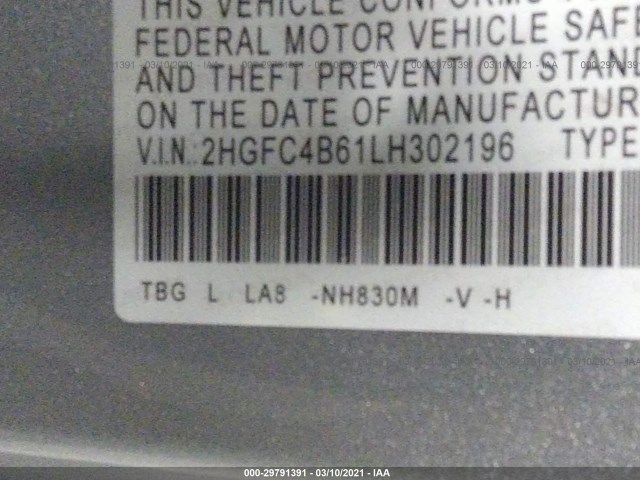 THIS VEHICLE CONFORMS
FEDERAL MOTOR VEHICLE SAFE
AND THEFT PREVENTION STAN
ON THE DATE OF MANUFACTUR
V.I.N.: 2HGFC4B61LH302196 TYPE
TBG L LA8 -NH830M -V -H
000-29791391 - 03/10/2021 - IAA